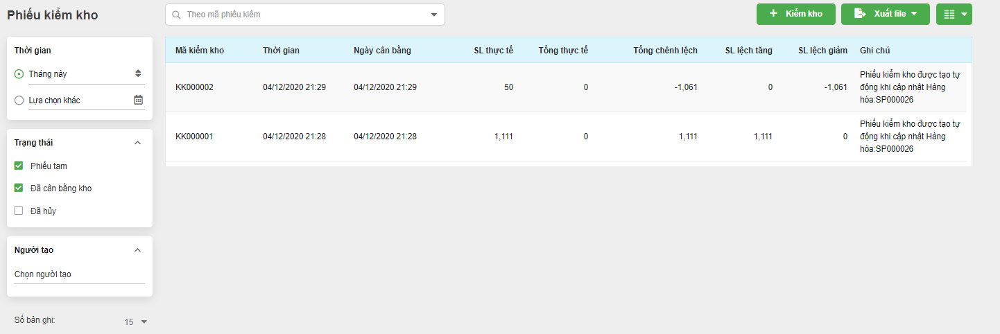 Phiếu kiểm kho
Theo mã phiếu kiểm
Kiểm kho
Xuất file
Thời gian
Tháng này
Lựa chọn khác
Trạng thái
Phiếu tạm
Đã cân bằng kho
Đã hủy
Người tạo
Chọn người tạo
Số bản ghi: 15
Mã kiểm kho Thời gian Ngày cân bằng SL thực tế Tổng thực tế Tổng chênh lệch SL lệch tăng SL lệch giảm Ghi chú
KK000002 04/12/2020 21:29 04/12/2020 21:29 50 0 -1,061 0 -1,061 Phiếu kiểm kho được tạo tự
động khi cập nhật Hàng
hóa:SP000026
KK000001 04/12/2020 21:28 04/12/2020 21:28 1,111 0 1,111 1,111 0 Phiếu kiểm kho được tạo tự
động khi cập nhật Hàng
hóa:SP000026